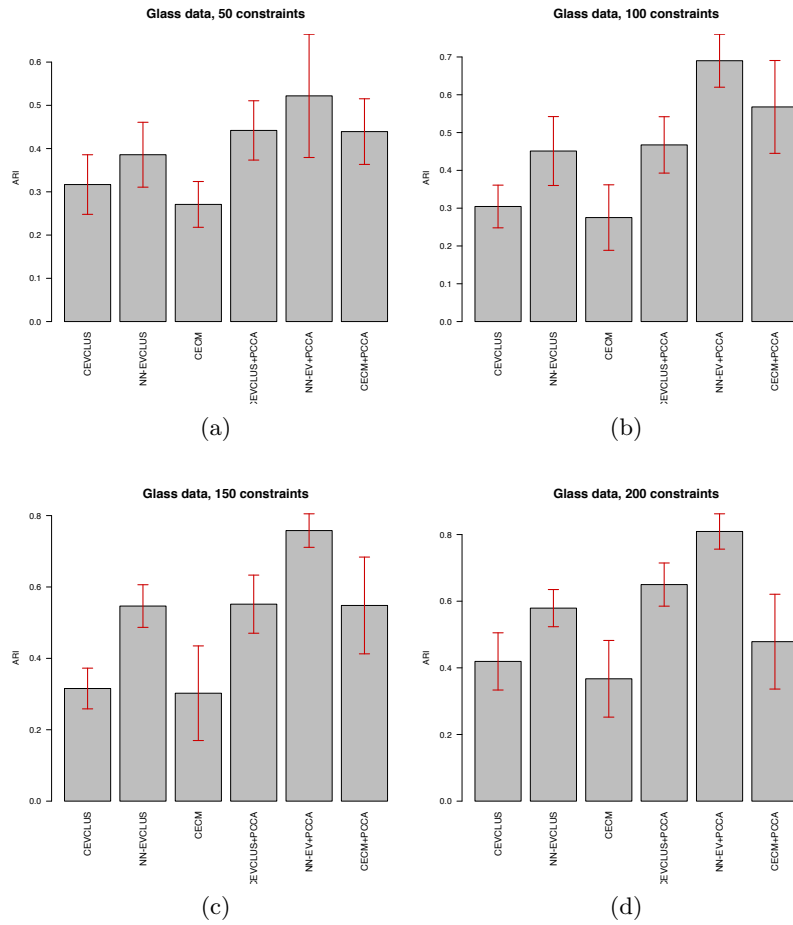 Glass data, 50 constraints
ARI
0.0
0.1
0.2
0.3
0.4
0.5
0.6
CEVCLUS
NN-EVCLUS
CECM
CEVCLUS+PCCA
NN-EV+PCCA
CECM+PCCA
(a)
Glass data, 100 constraints
ARI
0.0
0.1
0.2
0.3
0.4
0.5
0.6
0.7
CEVCLUS
NN-EVCLUS
CECM
CEVCLUS+PCCA
NN-EV+PCCA
CECM+PCCA
(b)
Glass data, 150 constraints
ARI
0.0
0.2
0.4
0.6
0.8
CEVCLUS
NN-EVCLUS
CECM
CEVCLUS+PCCA
NN-EV+PCCA
CECM+PCCA
(c)
Glass data, 200 constraints
ARI
0.0
0.2
0.4
0.6
0.8
CEVCLUS
NN-EVCLUS
CECM
CEVCLUS+PCCA
NN-EV+PCCA
CECM+PCCA
(d)